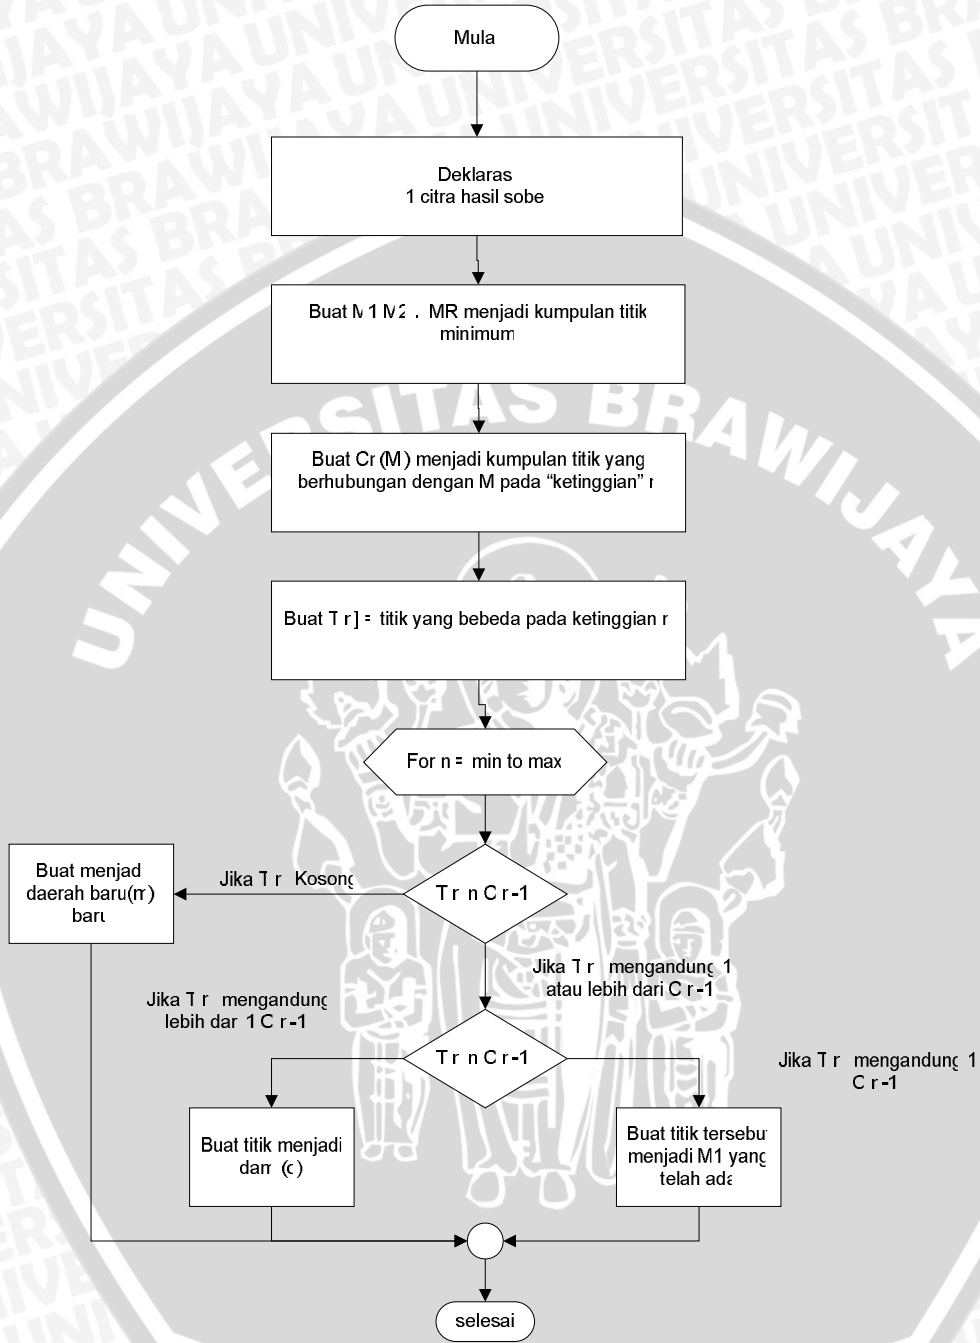 Mula
Deklaras
1 citra hasil sobe
Buat M1 M2 . MR menjadi kumpulan titik
minimum
Buat Cr (M ) menjadi kumpulan titik yang
berhubungan dengan M pada “ketinggian” r
Buat T r ] = titik yang bebeda pada ketinggian r
For n = min to max
Buat menjad
daerah baru(m)
baru
Jika T r Kosong
T r n C r -1
Jika T r mengandung 1
atau lebih dari C r -1
Jika T r mengandung
lebih dar 1 C r -1
T r n C r -1
Jika T r mengandung 1
C r -1
Buat titik menjadi
dam (c)
Buat titik tersebut
menjadi M1 yang
telah ada
selesai
UNIVERSITAS BRAWIJAYA